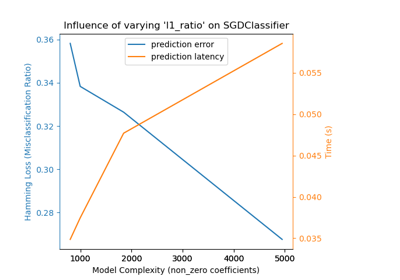 Influence of varying 'l1_ratio' on SGDClassifier
prediction error
prediction latency
0.36
0.34
0.32
0.30
0.28
Hamming Loss (Misclassification Ratio)
0.055
0.050
0.045
0.040
0.035
Time (s)
1000 2000 3000 4000 5000
Model Complexity (non_zero coefficients)